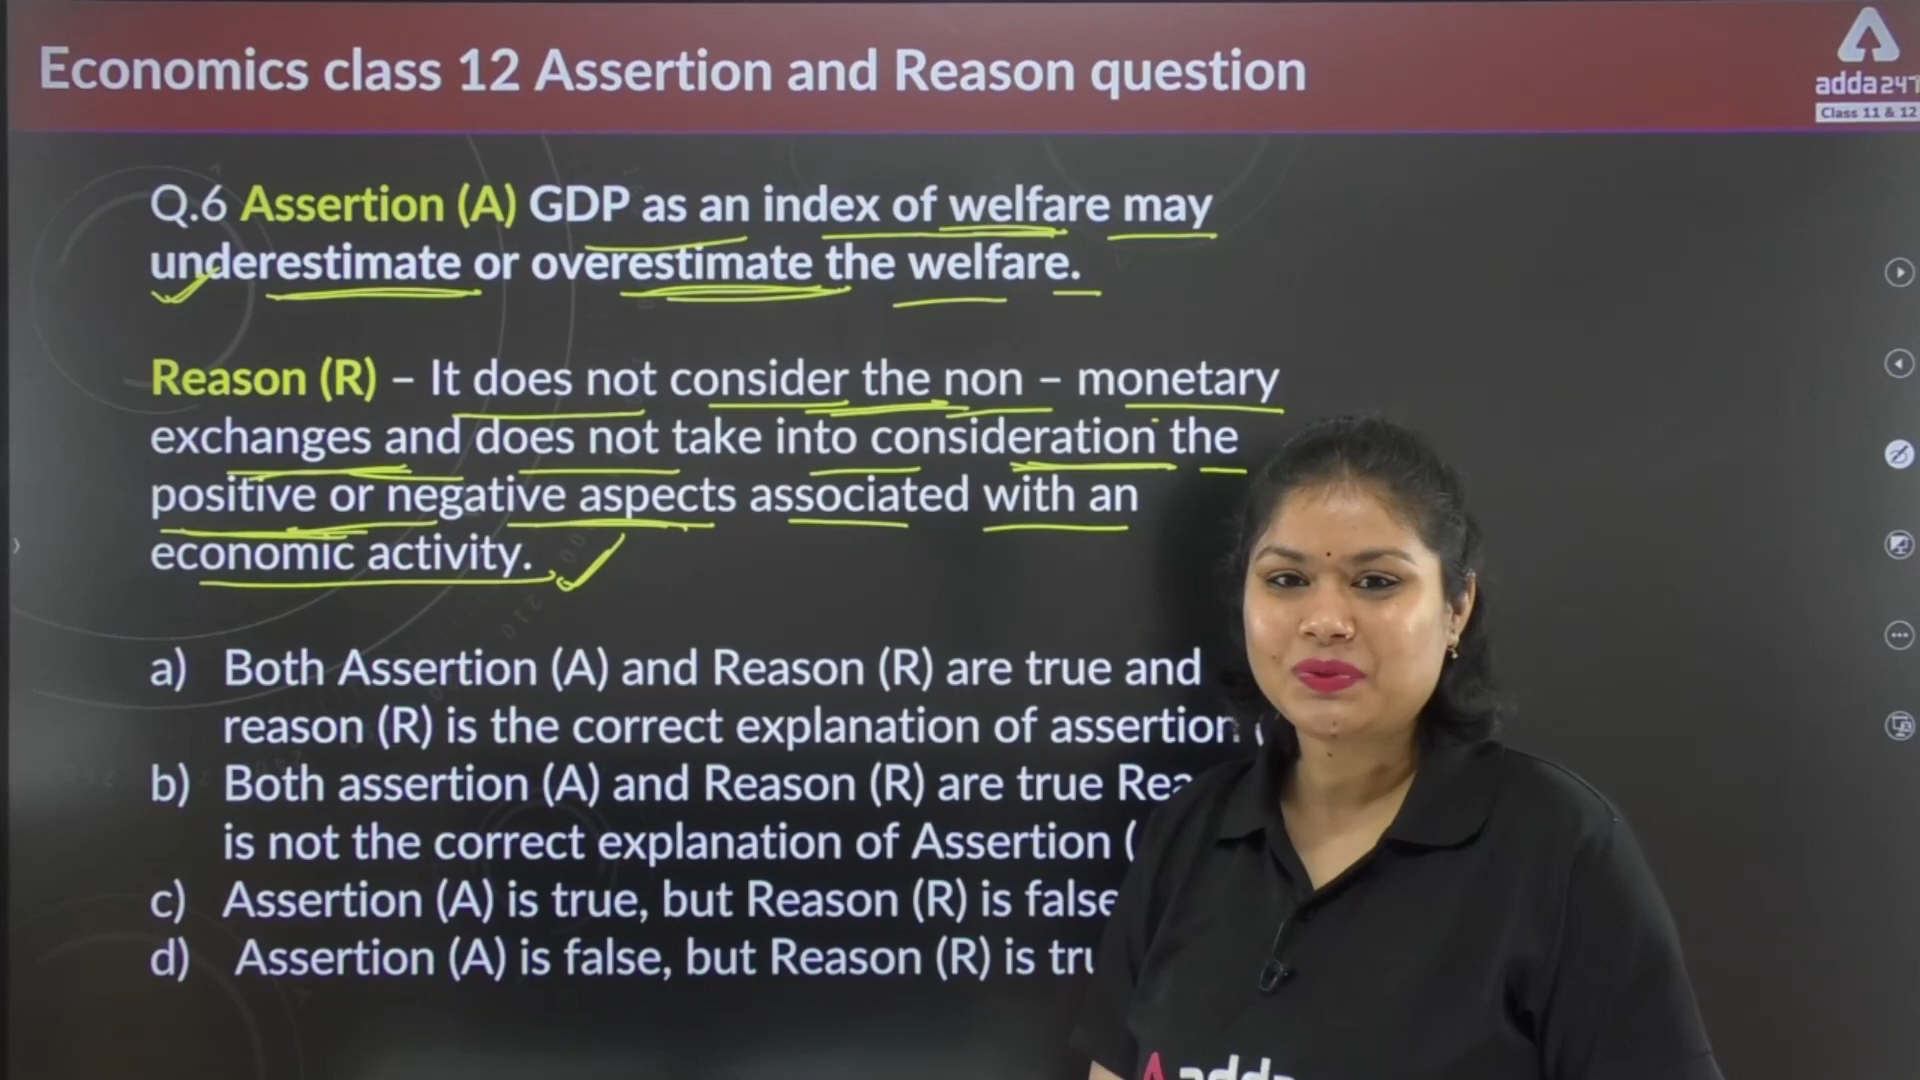 Economics class 12 Assertion and Reason question
adda247
Class 11 & 12
Q.6 Assertion (A) GDP as an index of welfare may
underestimate or overestimate the welfare.
Reason (R) – It does not consider the non – monetary
exchanges and does not take into consideration the
positive or negative aspects associated with an
economic activity.
a) Both Assertion (A) and Reason (R) are true and
reason (R) is the correct explanation of assertion
b) Both assertion (A) and Reason (R) are true
is not the correct explanation of Assertion (
c) Assertion (A) is true, but Reason (R) is false
d) Assertion (A) is false, but Reason (R) is
adda